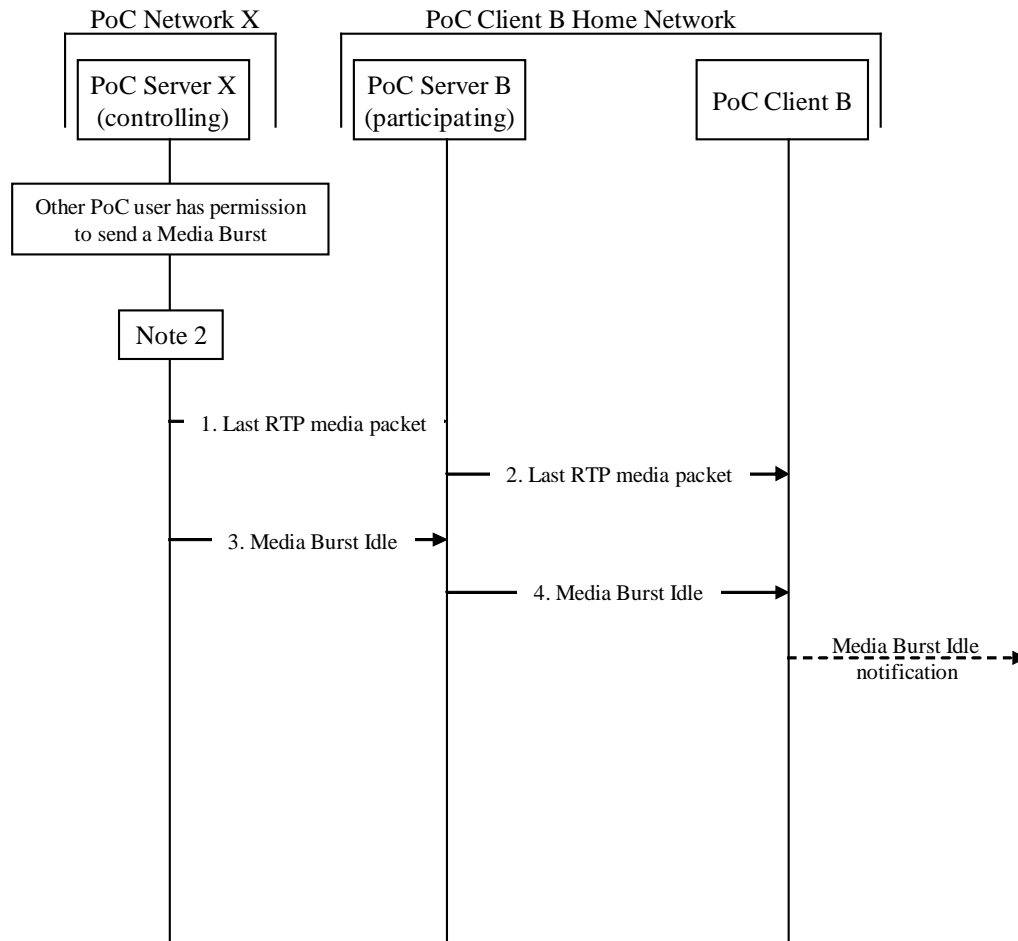 PoC Network X
PoC Client B Home Network
PoC Server X
(controlling)
PoC Server B
(participating)
PoC Client B
Other PoC user has permission
to send a Media Burst
Note 2
1. Last RTP media packet
2. Last RTP media packet
3. Media Burst Idle
4. Media Burst Idle
Media Burst Idle
notification